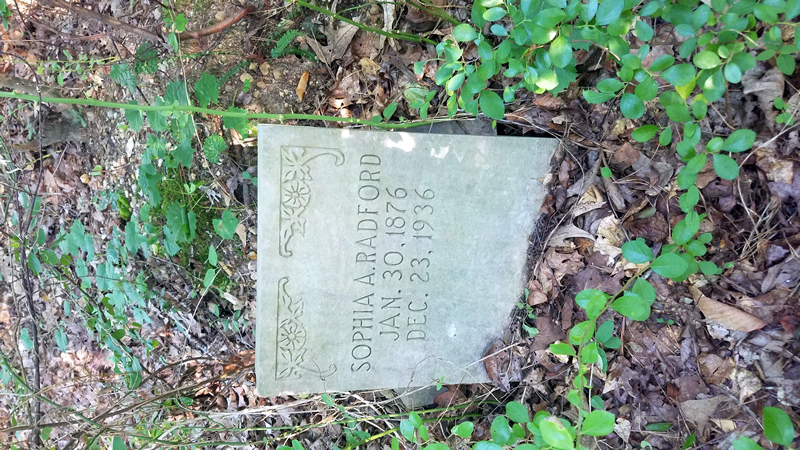 SOPHIA A. RADFORD
JAN. 30, 1876
DEC. 23, 1936